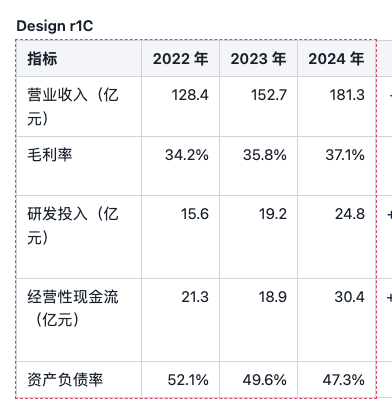 Design r1C
指标 2022 年 2023 年 2024 年
营业收入（亿 128.4 152.7 181.3
元）
毛利率 34.2% 35.8% 37.1%
研发投入（亿 15.6 19.2 24.8
元）
经营性现金流 21.3 18.9 30.4
（亿元）
资产负债率 52.1% 49.6% 47.3%